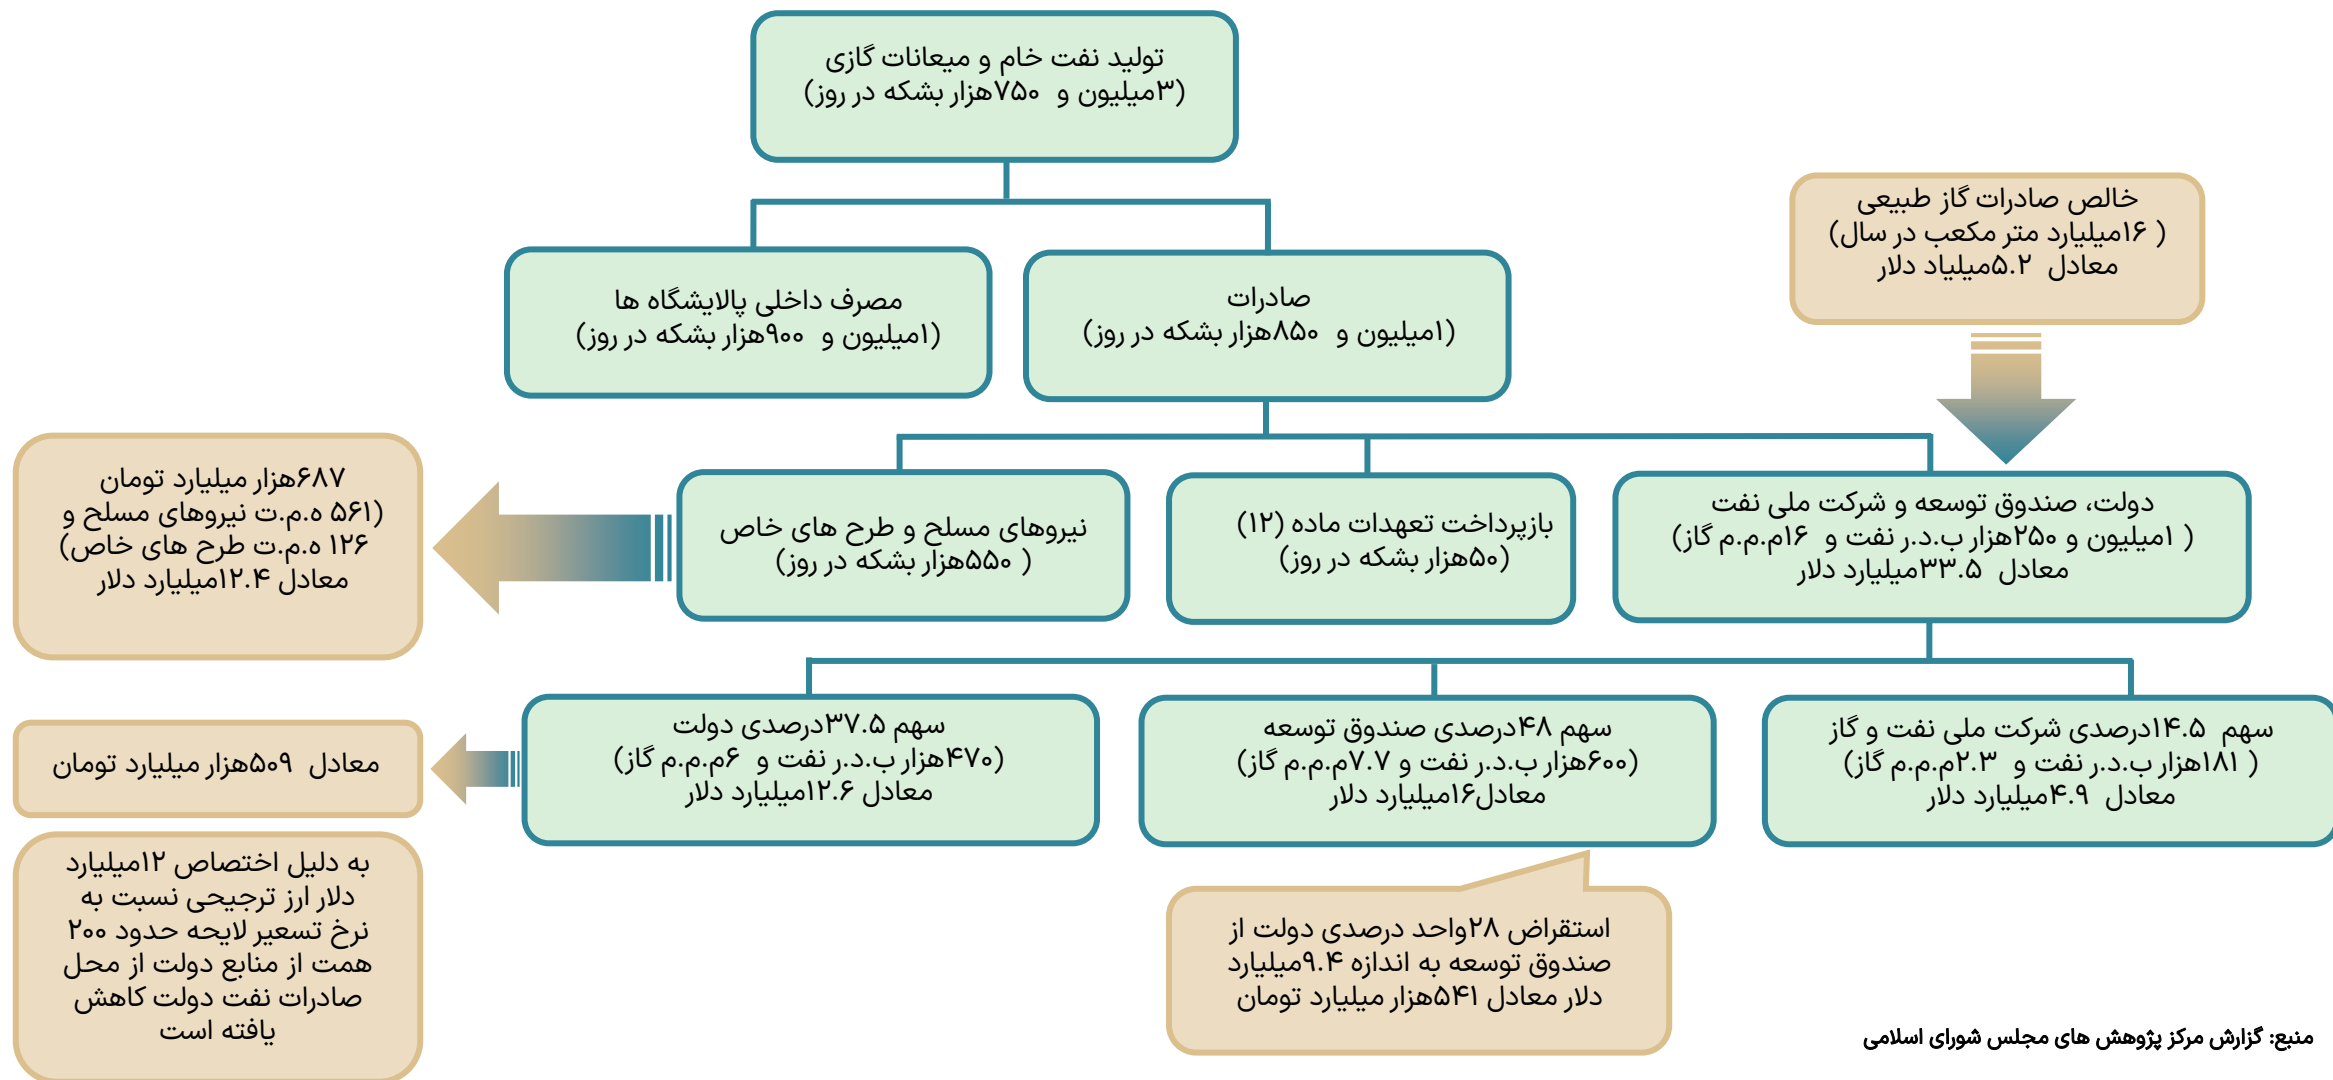 تولید نفت خام و میعانات گازی
(۳میلیون و ۷۵۰هزار بشکه در روز)
خالص صادرات گاز طبیعی
( ۱۶میلیارد متر مکعب در سال)
معادل ۵.۲میلیاد دلار
صادرات
(۱میلیون و ۸۵۰هزار بشکه در روز)
مصرف داخلی پالایشگاه ها
(۱میلیون و ۹۰۰هزار بشکه در روز)
دولت، صندوق توسعه و شرکت ملی نفت
( ۱میلیون و ۲۵۰هزار ب.د.ر نفت و ۱۶م.م.م گاز)
معادل ۳۳.۵میلیارد دلار
بازپرداخت تعهدات ماده (۱۲)
(۵۰هزار بشکه در روز)
نیروهای مسلح و طرح های خاص
( ۵۵۰هزار بشکه در روز)
۶۸۷هزار میلیارد تومان
(۵۶۱ ه.م.ت نیروهای مسلح و
۱۲۶ ه.م.ت طرح های خاص)
معادل ۱۲.۴میلیارد دلار
سهم ۱۴.۵درصدی شرکت ملی نفت و گاز
( ۱۸۱هزار ب.د.ر نفت و ۲.۳م.م.م گاز)
معادل ۴.۹میلیارد دلار
سهم ۴۸درصدی صندوق توسعه
(۶۰۰هزار ب.د.ر نفت و ۷.۷م.م.م گاز)
معادل۱۶میلیارد دلار
سهم ۳۷.۵درصدی دولت
(۴۷۰هزار ب.د.ر نفت و ۶م.م.م گاز)
معادل ۱۲.۶میلیارد دلار
معادل ۵۰۹هزار میلیارد تومان
به دلیل اختصاص ۱۲میلیارد
دلار ارز ترجیحی نسبت به
نرخ تسعیر لایحه حدود ۲۰۰
همت از منابع دولت از محل
صادرات نفت دولت کاهش
یافته است
استقراض ۲۸واحد درصدی دولت از
صندوق توسعه به اندازه ۹.۴میلیارد
دلار معادل ۵۴۱هزار میلیارد تومان
منبع: گزارش مرکز پژوهش های مجلس شورای اسلامی